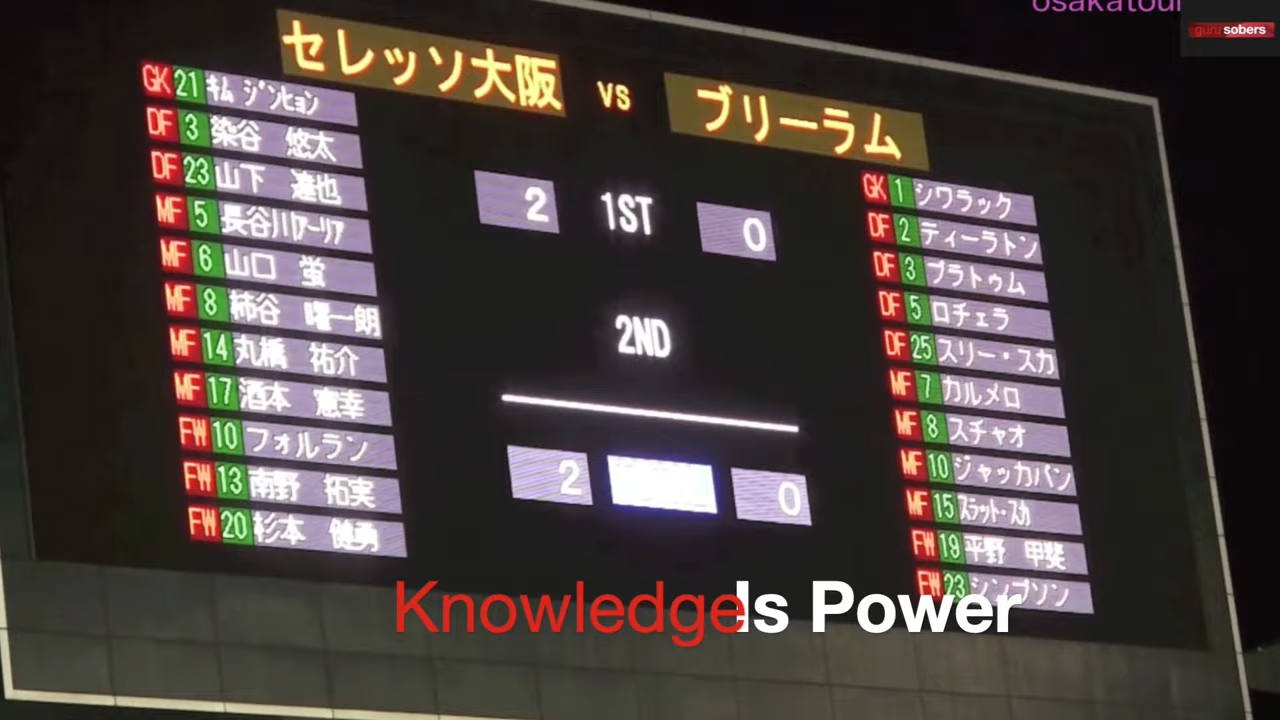 osakatour
guru sobers
セレッソ大阪 vs ブリーラム
GK 21 キム ジンヒョン
DF 3 染谷 悠太
DF 23 山下 達也
MF 5 長谷川アーリア
MF 6 山口 蛍
MF 8 柿谷 曜一朗
MF 14 丸橋 祐介
MF 17 酒本 憲幸
FW 10 フォルラン
FW 13 南野 拓実
FW 20 杉本 健勇
2 1ST 0
2ND
2 0
GK 1 シワラック
DF 2 ティーラトン
DF 3 プラトゥム
DF 5 ロチェラ
DF 25 スリー・スカ
MF 7 カルメロ
MF 8 スチャオ
MF 10 ジャッカパン
MF 15 スラット・スカ
FW 19 平野 甲斐
FW 23 シンプソン
Knowledge Is Power